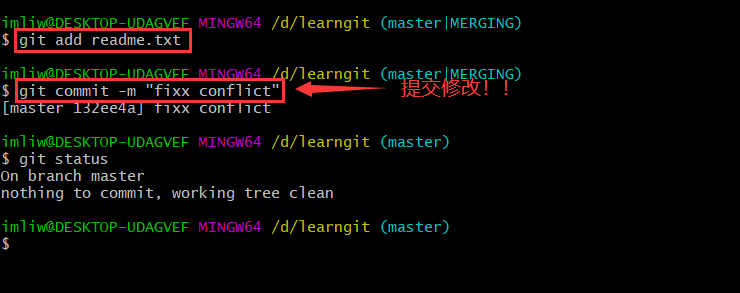 imliw@DESKTOP-UDAGVEF MINGW64 /d/learngit (master|MERGING)
$ git add readme.txt
imliw@DESKTOP-UDAGVEF MINGW64 /d/learngit (master|MERGING)
$ git commit -m "fixx conflict" 提交修改！！
[master 132ee4a] fixx conflict
imliw@DESKTOP-UDAGVEF MINGW64 /d/learngit (master)
$ git status
On branch master
nothing to commit, working tree clean
imliw@DESKTOP-UDAGVEF MINGW64 /d/learngit (master)
$